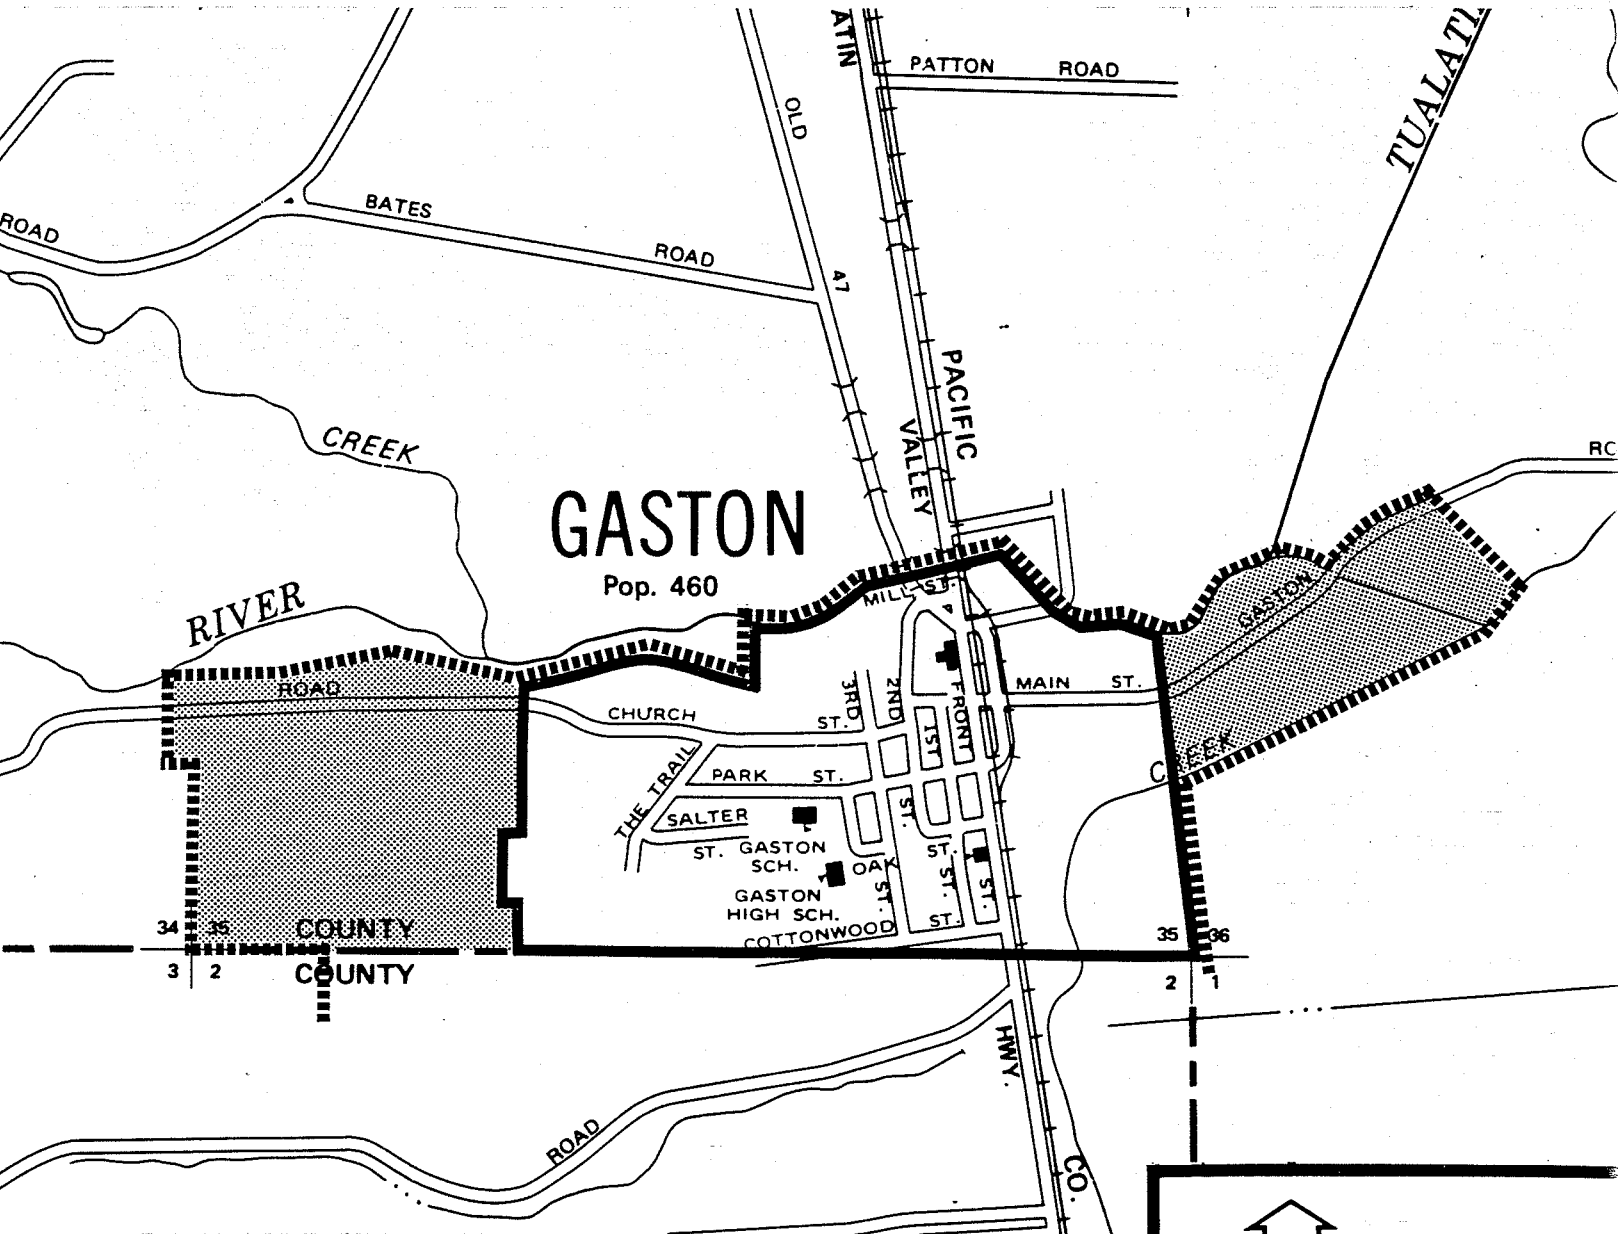 ATIN
PATTON ROAD
TUALATI
OLD
BATES ROAD
ROAD
47
CREEK
PACIFIC
VALLEY
RO
GASTON
Pop. 460
RIVER
MILL ST.
GASTON
ROAD
CHURCH ST.
3RD
2ND
1ST
FRONT
MAIN ST.
CREEK
THE TRAIL
PARK ST.
SALTER
ST.
ST.
GASTON
SCH.
OAK
ST.
ST.
ST.
ST.
GASTON
HIGH SCH.
COTTONWOOD ST.
34 35
COUNTY
35 36
3 2
COUNTY
2 1
HWY.
ROAD
CO.